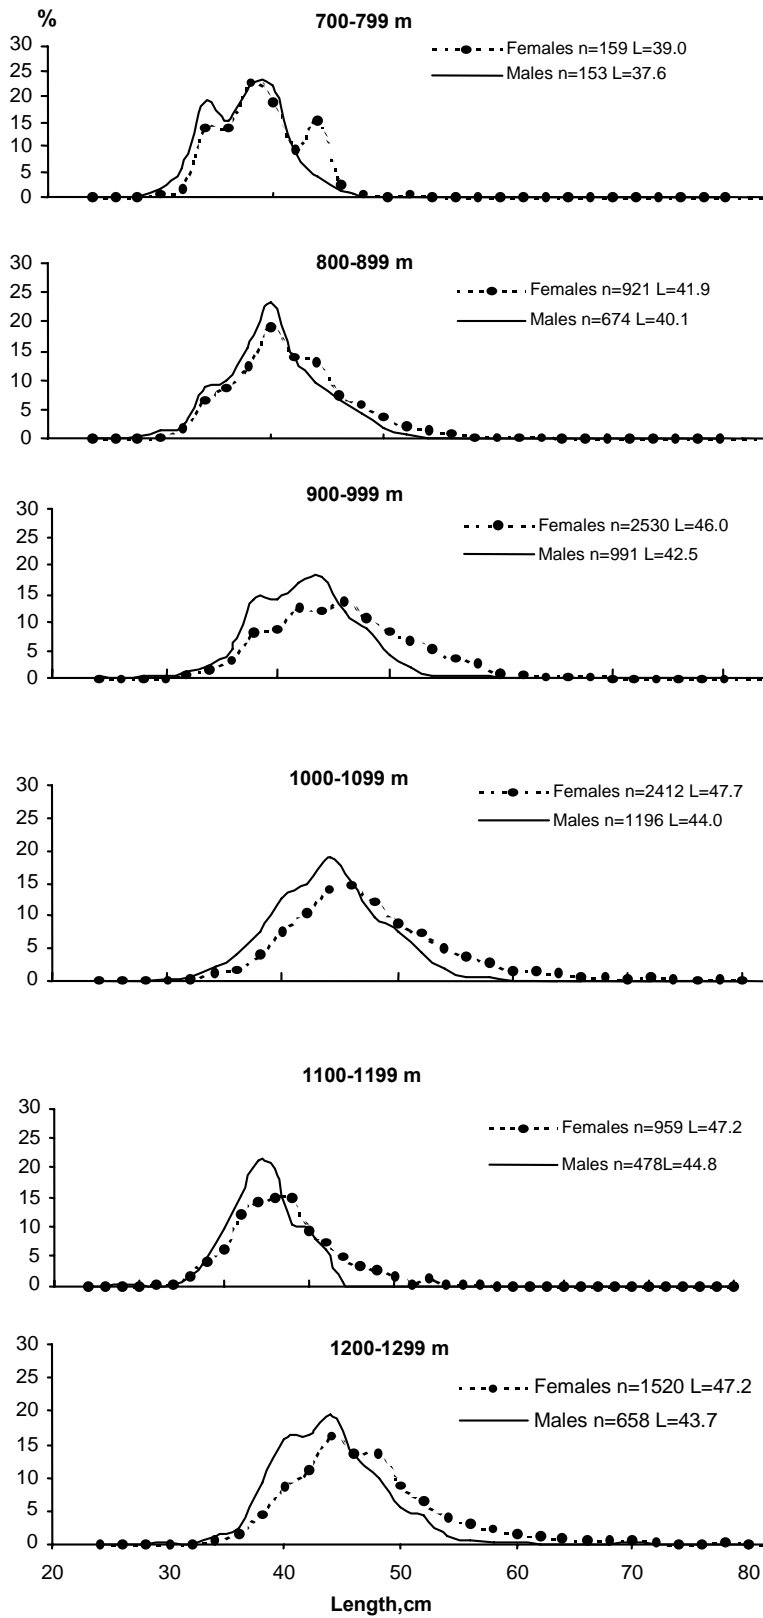 %
700-799 m
30
25
20
15
10
5
0
Females n=159 L=39.0
Males n=153 L=37.6
800-899 m
30
25
20
15
10
5
0
Females n=921 L=41.9
Males n=674 L=40.1
900-999 m
30
25
20
15
10
5
0
Females n=2530 L=46.0
Males n=991 L=42.5
1000-1099 m
30
25
20
15
10
5
0
Females n=2412 L=47.7
Males n=1196 L=44.0
1100-1199 m
30
25
20
15
10
5
0
Females n=959 L=47.2
Males n=478L=44.8
1200-1299 m
30
25
20
15
10
5
0
Females n=1520 L=47.2
Males n=658 L=43.7
20 30 40 50 60 70 80
Length,cm